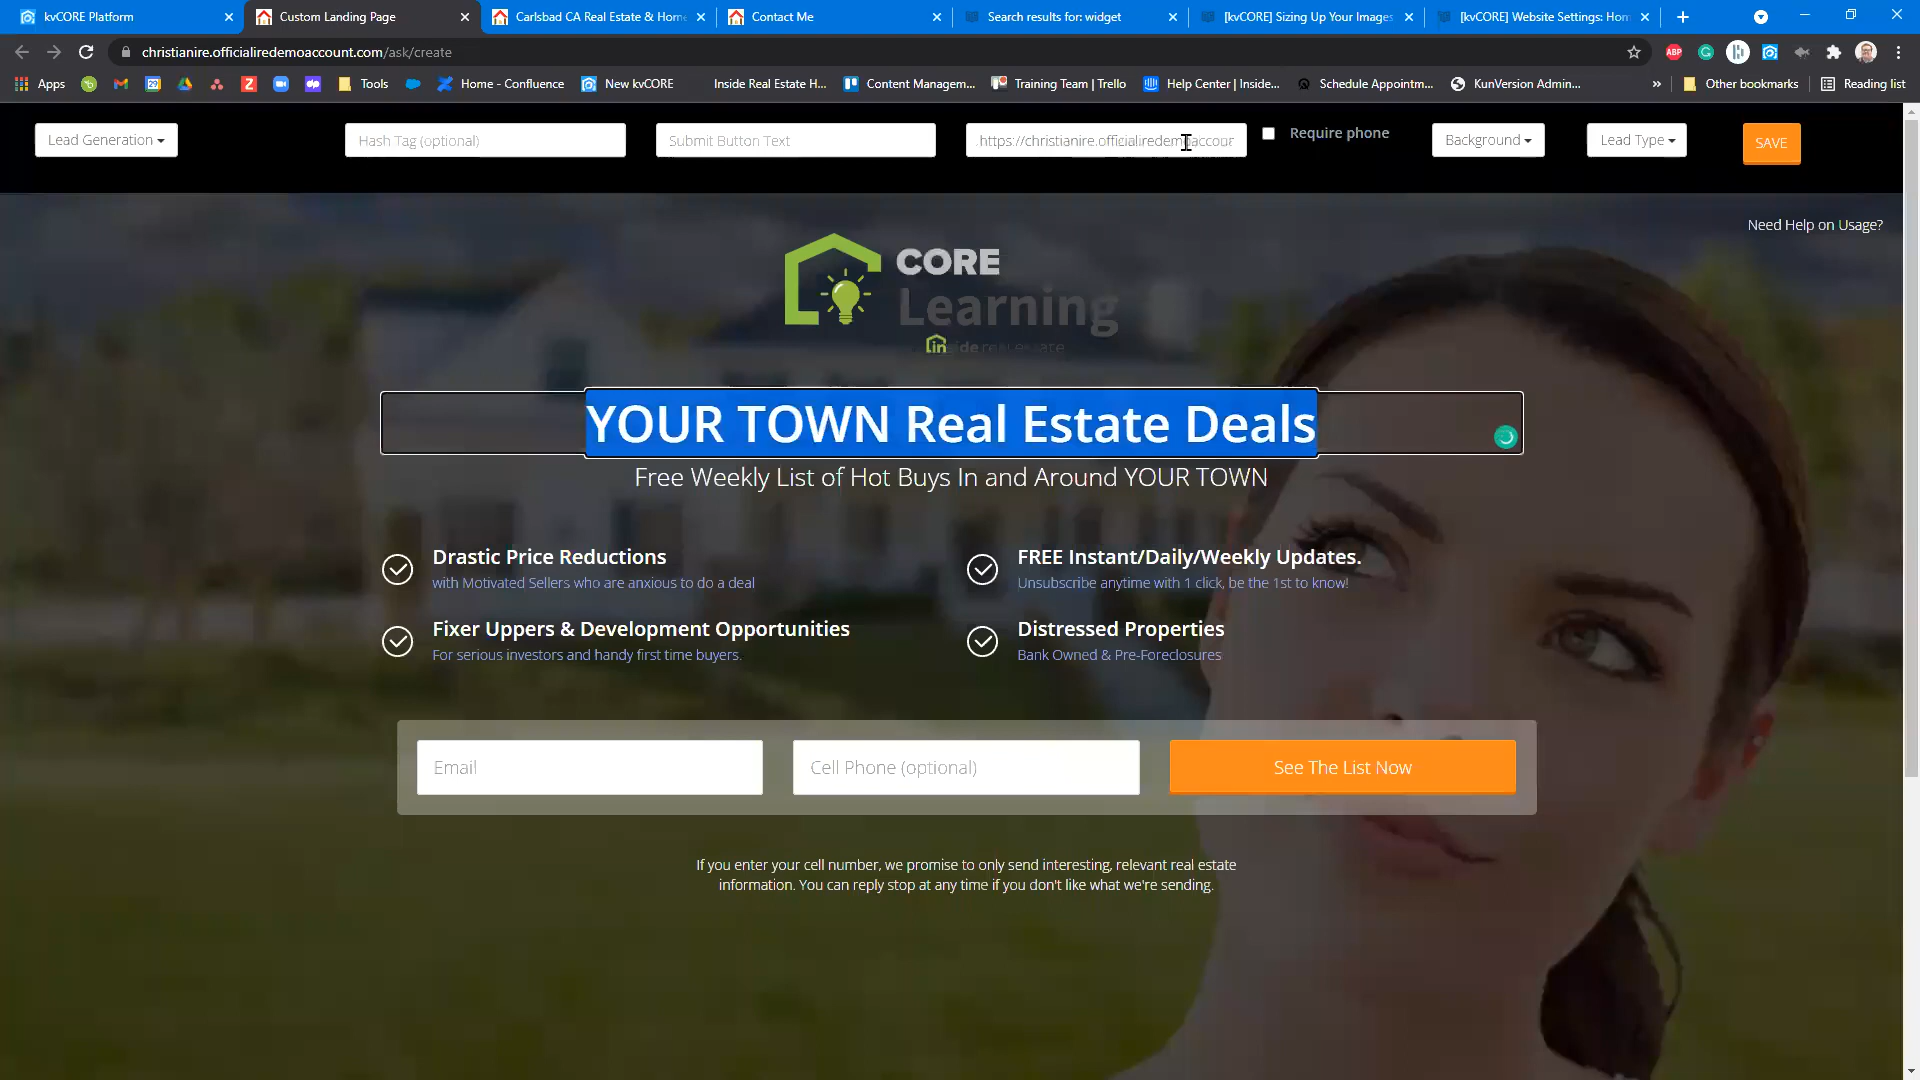 kvCORE Platform
Custom Landing Page
Carlsbad CA Real Estate & Hom
Contact Me
Search results for: widget
[kvCORE] Sizing Up Your Images
[kvCORE] Website Settings: Hom
christianire.officialiredemoaccount.com/ask/create
ABP
Apps
Tools
Home - Confluence
New kvCORE
Inside Real Estate H...
Content Managem...
Training Team | Trello
Help Center | Inside...
Schedule Appointm...
KunVersion Admin...
»
Other bookmarks
Reading list
Lead Generation
Hash Tag (optional)
Submit Button Text
https://christianire.officialiredemoaccour
Require phone
Background
Lead Type
SAVE
Need Help on Usage?
CORE
Learning
inside real estate
YOUR TOWN Real Estate Deals
Free Weekly List of Hot Buys In and Around YOUR TOWN
Drastic Price Reductions
with Motivated Sellers who are anxious to do a deal
FREE Instant/Daily/Weekly Updates.
Unsubscribe anytime with 1 click, be the 1st to know!
Fixer Uppers & Development Opportunities
For serious investors and handy first time buyers.
Distressed Properties
Bank Owned & Pre-Foreclosures
Email
Cell Phone (optional)
See The List Now
If you enter your cell number, we promise to only send interesting, relevant real estate
information. You can reply stop at any time if you don't like what we're sending.